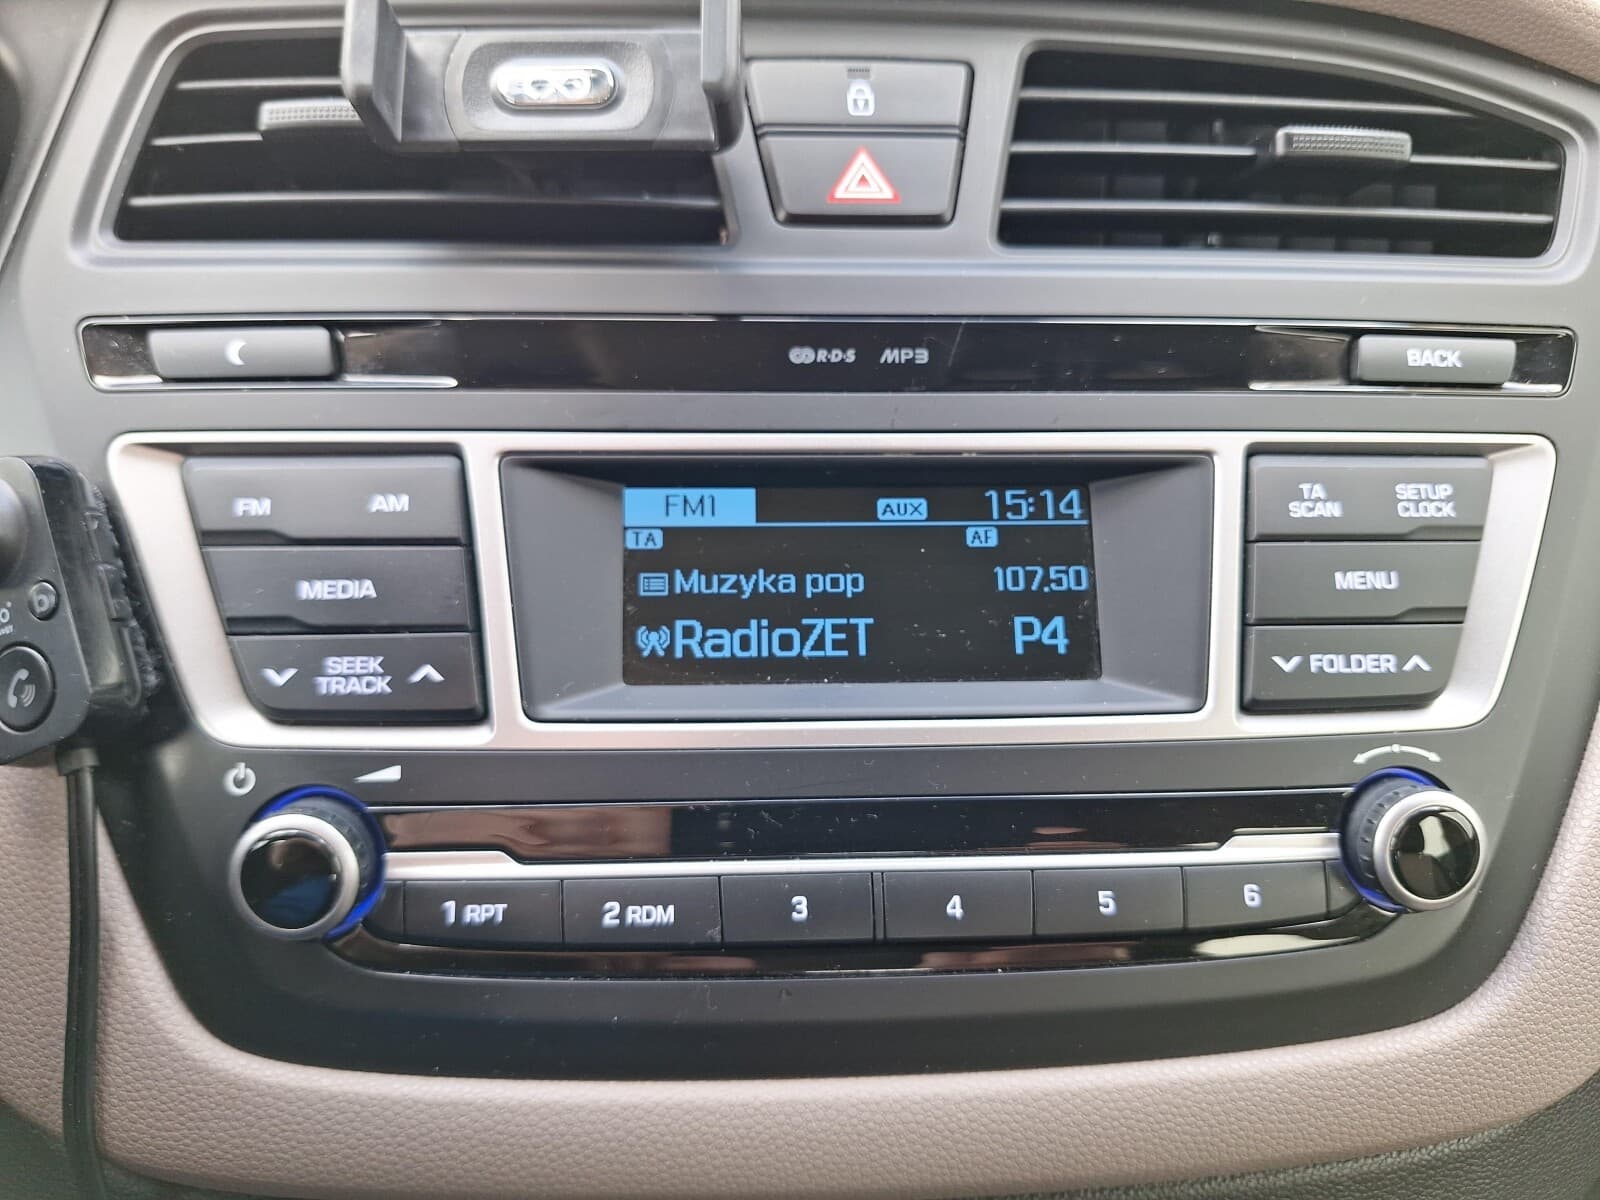 RDS MP3
BACK
FM AM
MEDIA
SEEK
TRACK
FM1 AUX 15:14
TA AF
Muzyka pop 107.50
RadioZET P4
TA
SCAN
SETUP
CLOCK
MENU
FOLDER
1 RPT 2 RDM 3 4 5 6